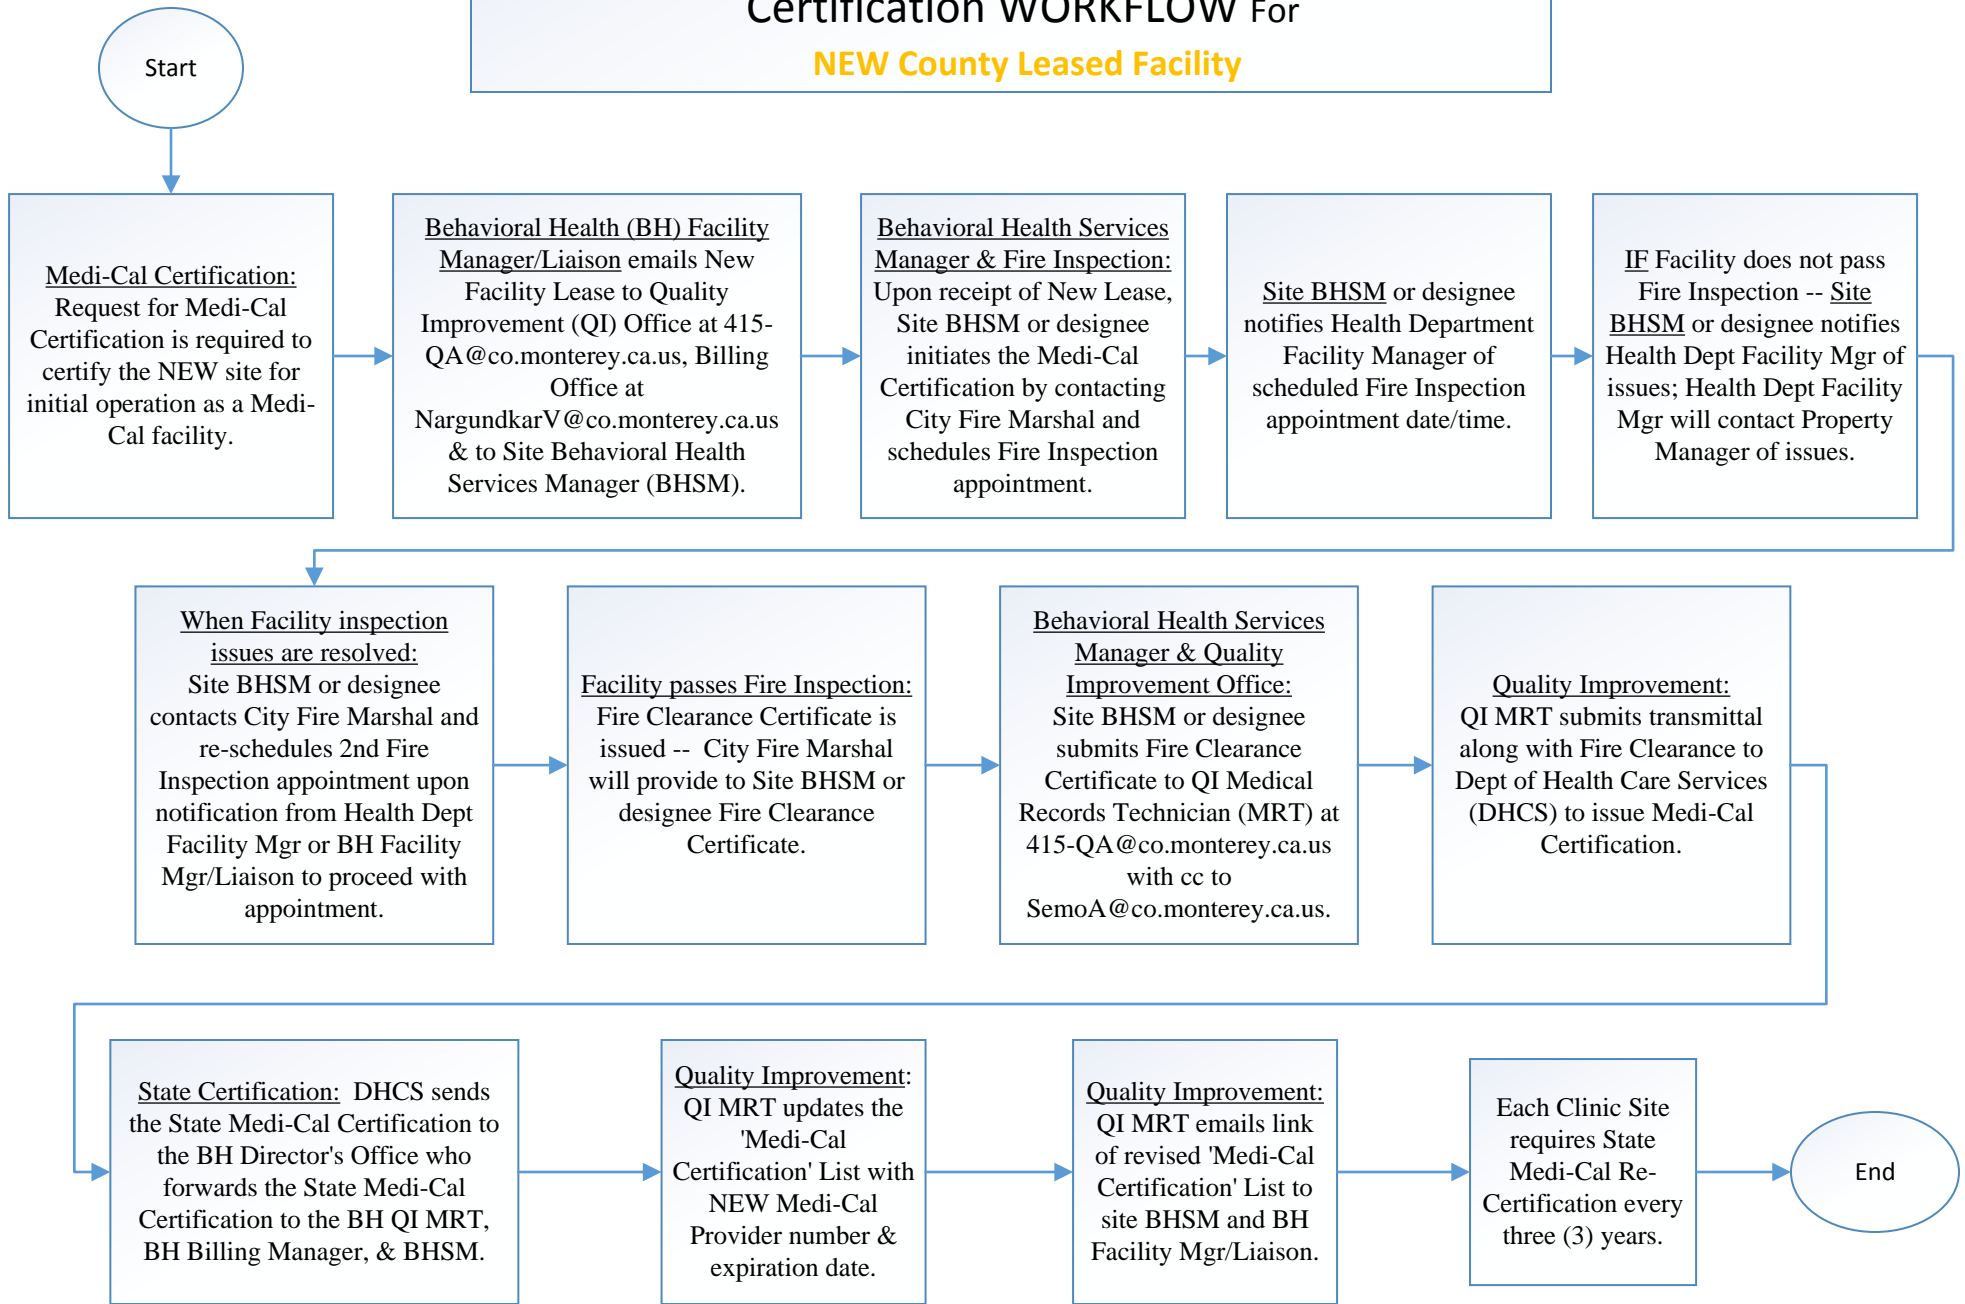 Certification WORKFLOW For
NEW County Leased Facility
Start
Medi-Cal Certification:
Request for Medi-Cal
Certification is required to
certify the NEW site for
initial operation as a Medi-
Cal facility.
Behavioral Health (BH) Facility
Manager/Liaison emails New
Facility Lease to Quality
Improvement (QI) Office at 415-
QA@co.monterey.ca.us, Billing
Office at
NargundkarV@co.monterey.ca.us
& to Site Behavioral Health
Services Manager (BHSM).
Behavioral Health Services
Manager & Fire Inspection:
Upon receipt of New Lease,
Site BHSM or designee
initiates the Medi-Cal
Certification by contacting
City Fire Marshal and
schedules Fire Inspection
appointment.
Site BHSM or designee
notifies Health Department
Facility Manager of
scheduled Fire Inspection
appointment date/time.
IF Facility does not pass
Fire Inspection -- Site
BHSM or designee notifies
Health Dept Facility Mgr of
issues; Health Dept Facility
Mgr will contact Property
Manager of issues.
When Facility inspection
issues are resolved:
Site BHSM or designee
contacts City Fire Marshal and
re-schedules 2nd Fire
Inspection appointment upon
notification from Health Dept
Facility Mgr or BH Facility
Mgr/Liaison to proceed with
appointment.
Facility passes Fire Inspection:
Fire Clearance Certificate is
issued -- City Fire Marshal
will provide to Site BHSM or
designee Fire Clearance
Certificate.
Behavioral Health Services
Manager & Quality
Improvement Office:
Site BHSM or designee
submits Fire Clearance
Certificate to QI Medical
Records Technician (MRT) at
415-QA@co.monterey.ca.us
with cc to
SemoA@co.monterey.ca.us.
Quality Improvement:
QI MRT submits transmittal
along with Fire Clearance to
Dept of Health Care Services
(DHCS) to issue Medi-Cal
Certification.
State Certification: DHCS sends
the State Medi-Cal Certification to
the BH Director's Office who
forwards the State Medi-Cal
Certification to the BH QI MRT,
BH Billing Manager, & BHSM.
Quality Improvement:
QI MRT updates the
'Medi-Cal
Certification' List with
NEW Medi-Cal
Provider number &
expiration date.
Quality Improvement:
QI MRT emails link
of revised 'Medi-Cal
Certification' List to
site BHSM and BH
Facility Mgr/Liaison.
Each Clinic Site
requires State
Medi-Cal Re-
Certification every
three (3) years.
End